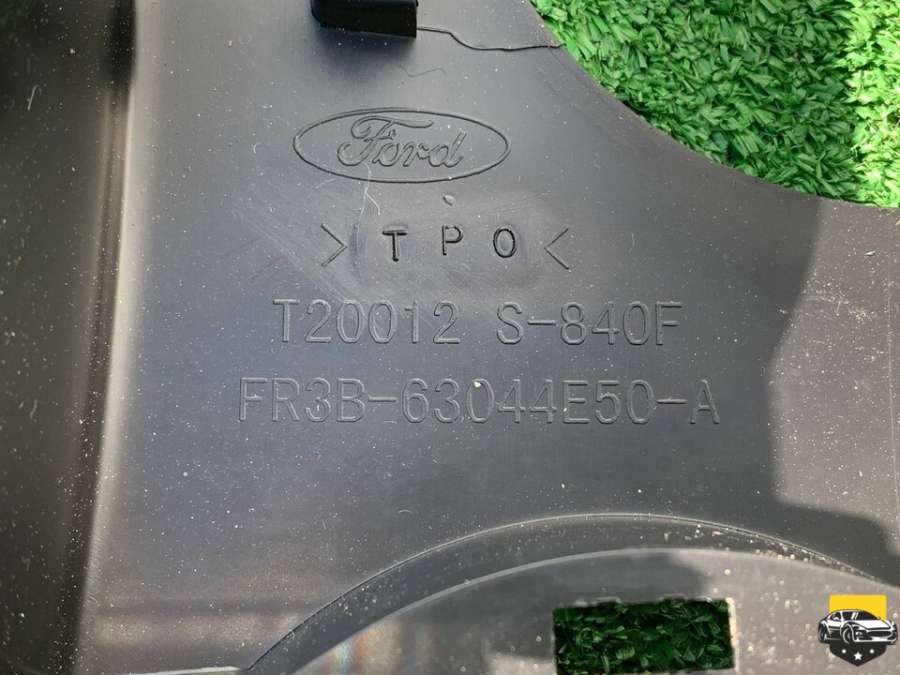 Ford
>TPO<
T20012 S-840F
FR3B-63044E50-A